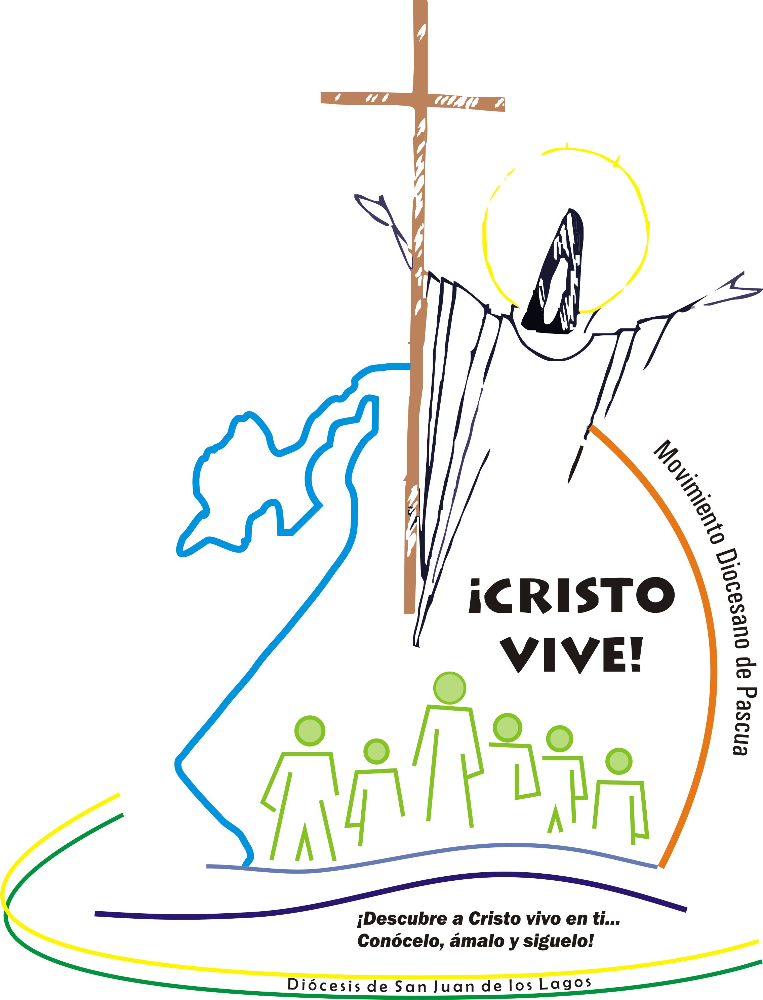 ¡CRISTO
VIVE!
Movimiento Diocesano de Pascua
¡Descubre a Cristo vivo en ti...
Conócelo, ámalo y siguelo!
Diócesis de San Juan de los Lagos